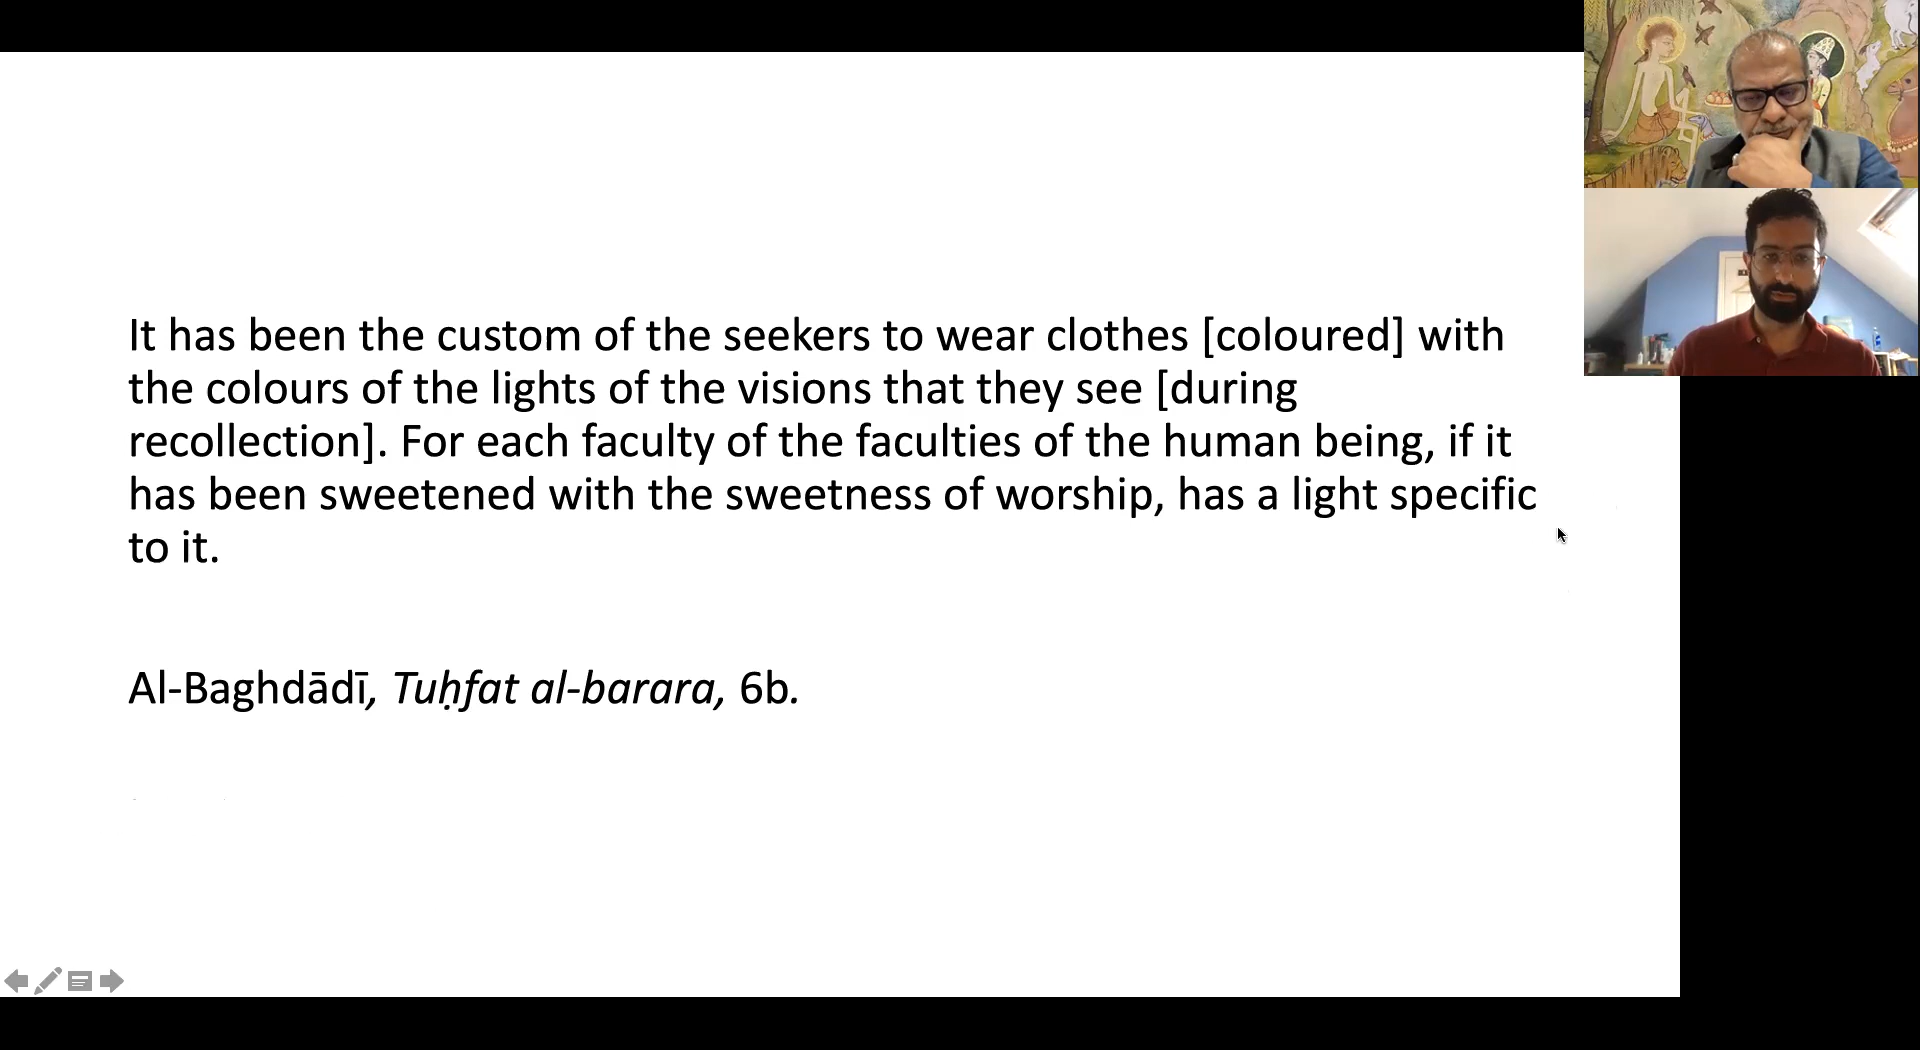 It has been the custom of the seekers to wear clothes [coloured] with
the colours of the lights of the visions that they see [during
recollection]. For each faculty of the faculties of the human being, if it
has been sweetened with the sweetness of worship, has a light specific
to it.
Al-Baghdādī, Tuḥfat al-barara, 6b.